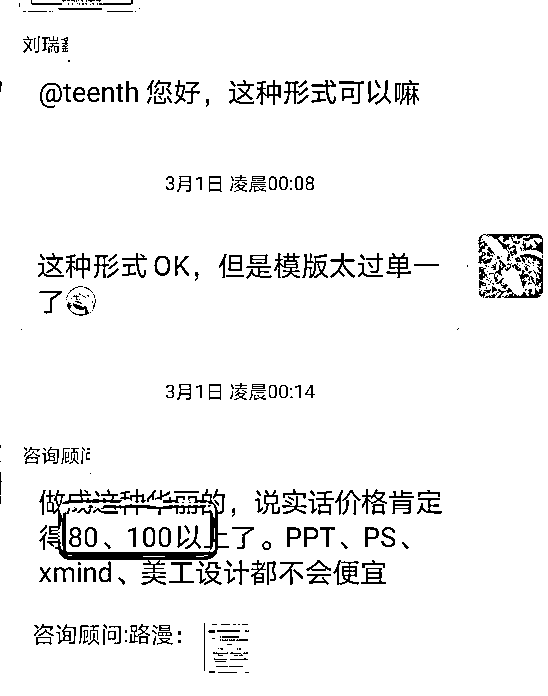 刘瑞鑫
@teenth 您好，这种形式可以嘛
3月1日 凌晨00:08
这种形式 OK，但是模版太过单一
了
3月1日 凌晨00:14
咨询顾问
做成这种华丽的，说实话价格肯定
得80、100以上了。PPT、PS、
xmind、美工设计都不会便宜
咨询顾问:路漫：